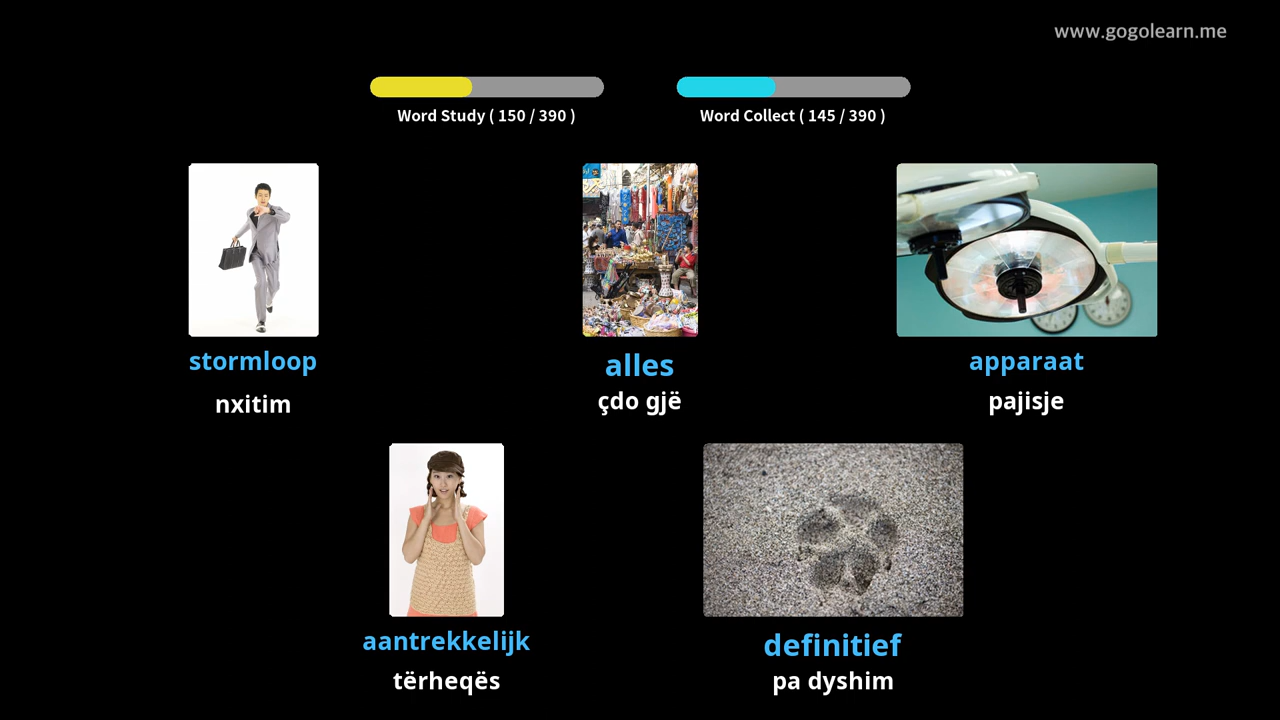 www.gogolearn.me
Word Study ( 150 / 390 )
Word Collect ( 145 / 390 )
stormloop
nxitim
alles
çdo gjë
apparaat
pajisje
aantrekkelijk
tërheqës
definitief
pa dyshim